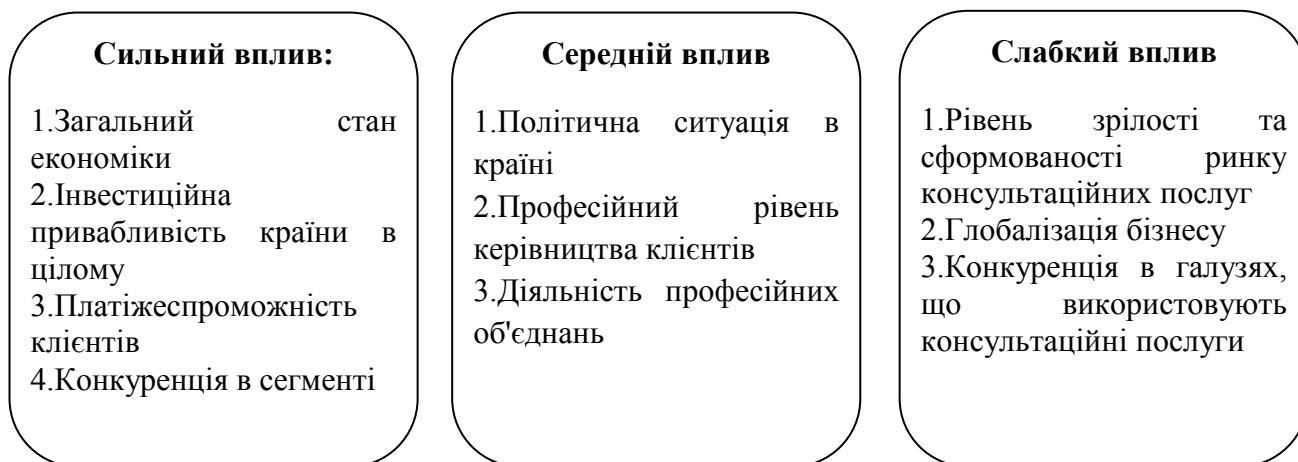 Сильний вплив:
1.Загальний стан
економіки
2.Інвестиційна
привабливість країни в
цілому
3.Платіжеспроможність
клієнтів
4.Конкуренція в сегменті
Середній вплив
1.Політична ситуація в
країні
2.Професійний рівень
керівництва клієнтів
3.Діяльність професійних
об'єднань
Слабкий вплив
1.Рівень зрілості та
сформованості ринку
консультаційних послуг
2.Глобалізація бізнесу
3.Конкуренція в галузях,
що використовують
консультаційні послуги